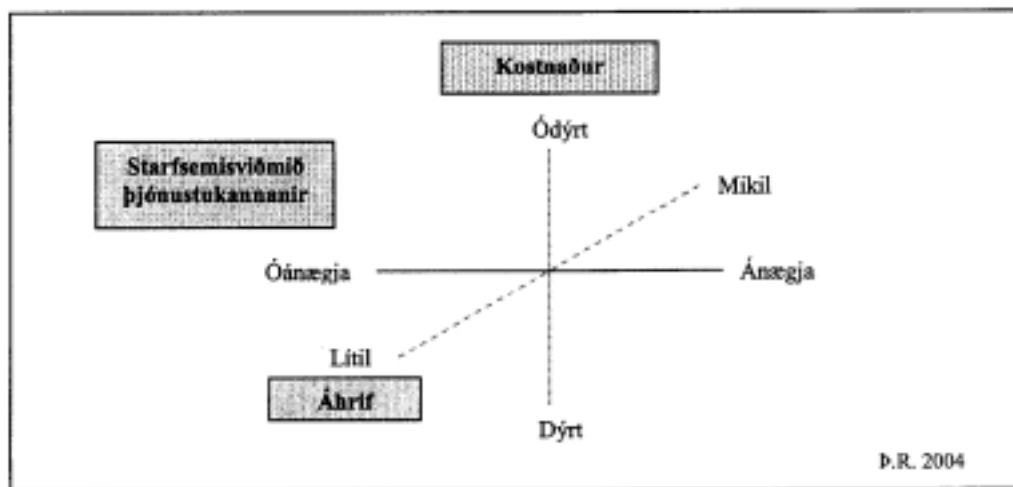 Kostnaður
Ódýrt
Starfsemisviðmið
þjónustukannanir
Mikil
Óánægja
Ánægja
Lítil
Áhrif
Dýrt
Þ.R. 2004